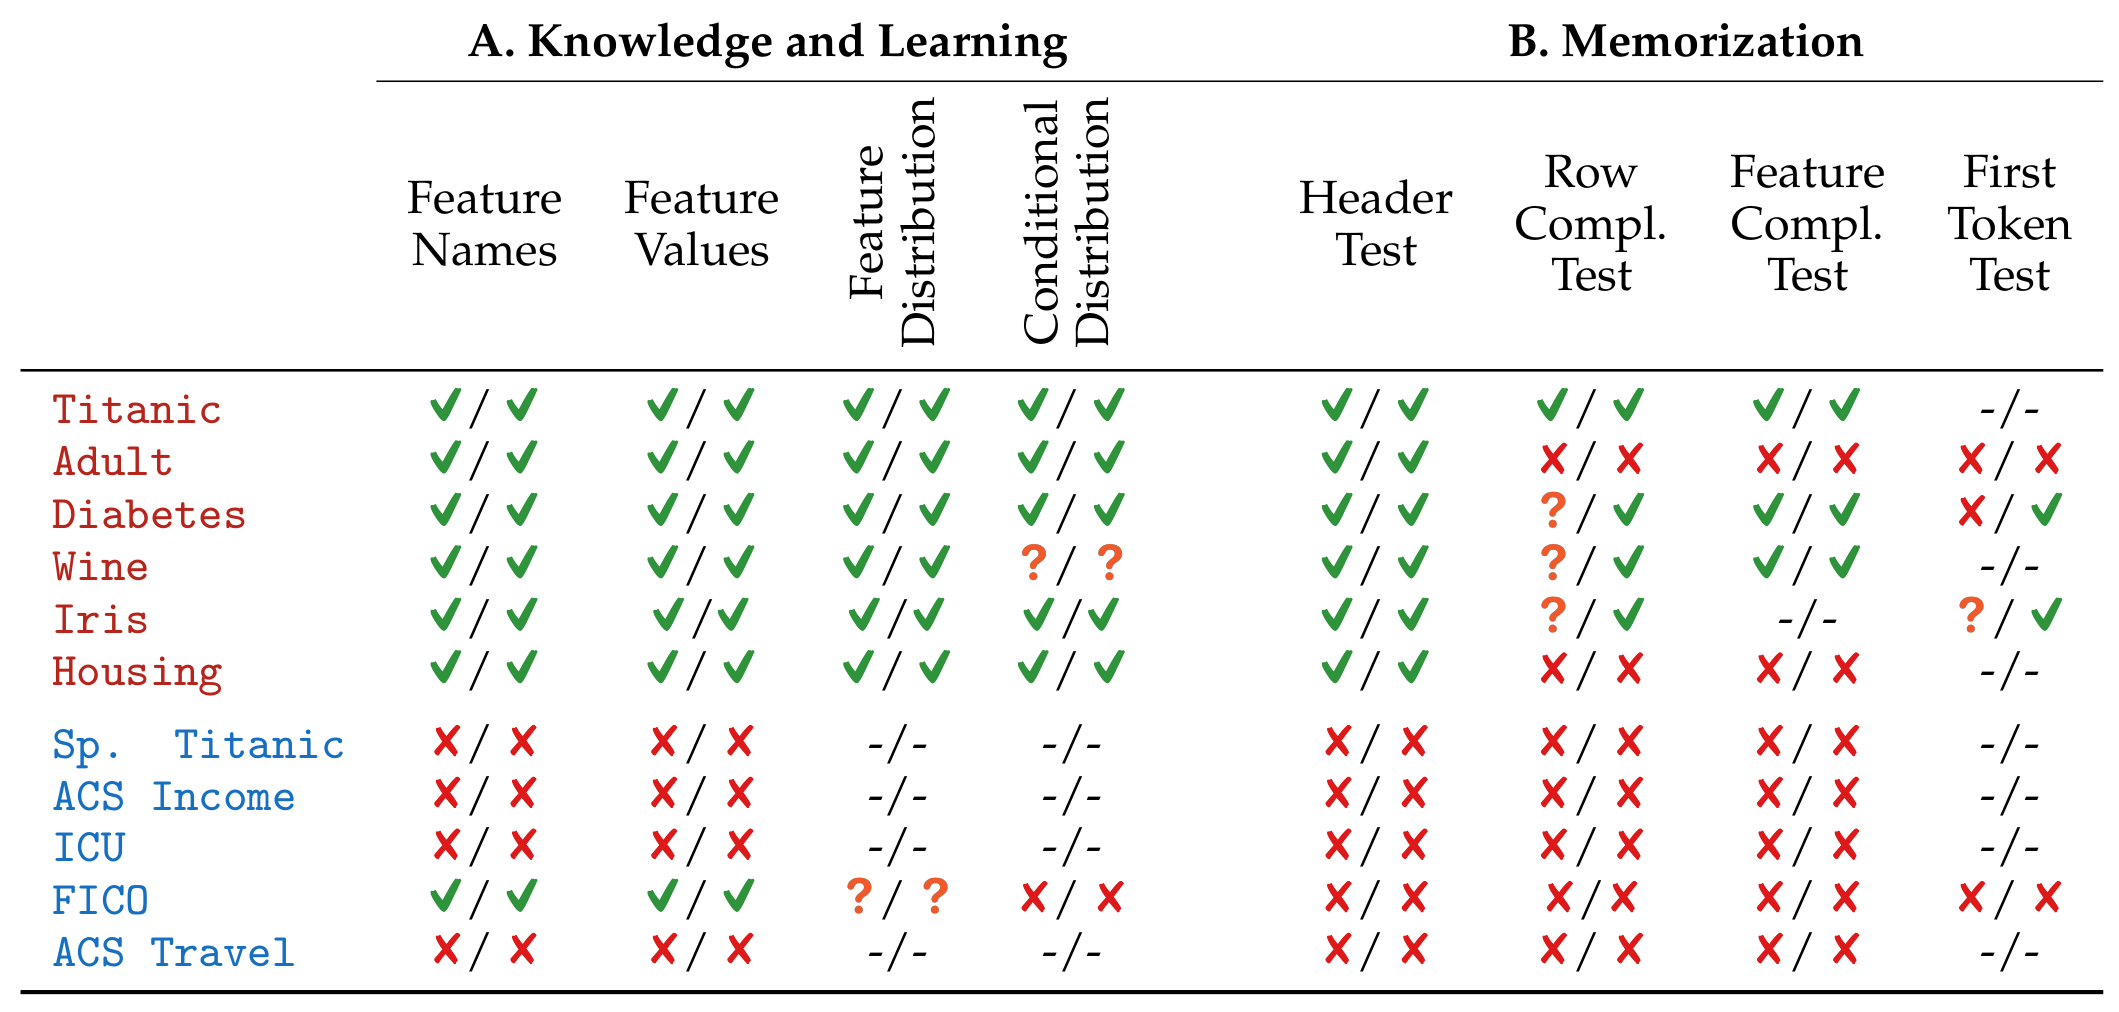 A. Knowledge and Learning B. Memorization
Feature Names Feature Values Feature Distribution Conditional Distribution Header Test Row Compl. Test Feature Compl. Test First Token Test
Titanic ✔/✔ ✔/✔ ✔/✔ ✔/✔ ✔/✔ ✔/✔ ✔/✔ -/-
Adult ✔/✔ ✔/✔ ✔/✔ ✔/✔ ✔/✔ ✘/✘ ✘/✘ ✘/✘
Diabetes ✔/✔ ✔/✔ ✔/✔ ✔/✔ ✔/✔ ?/✔ ✔/✔ ✘/✔
Wine ✔/✔ ✔/✔ ✔/✔ ?/? ✔/✔ ?/✔ ✔/✔ -/-
Iris ✔/✔ ✔/✔ ✔/✔ ✔/✔ ✔/✔ ?/✔ -/- ?/✔
Housing ✔/✔ ✔/✔ ✔/✔ ✔/✔ ✔/✔ ✘/✘ ✘/✘ -/-
Sp. Titanic ✘/✘ ✘/✘ -/- -/- ✘/✘ ✘/✘ ✘/✘ -/-
ACS Income ✘/✘ ✘/✘ -/- -/- ✘/✘ ✘/✘ ✘/✘ -/-
ICU ✘/✘ ✘/✘ -/- -/- ✘/✘ ✘/✘ ✘/✘ -/-
FICO ✔/✔ ✔/✔ ?/? ✘/✘ ✘/✘ ✘/✘ ✘/✘ ✘/✘
ACS Travel ✘/✘ ✘/✘ -/- -/- ✘/✘ ✘/✘ ✘/✘ -/-